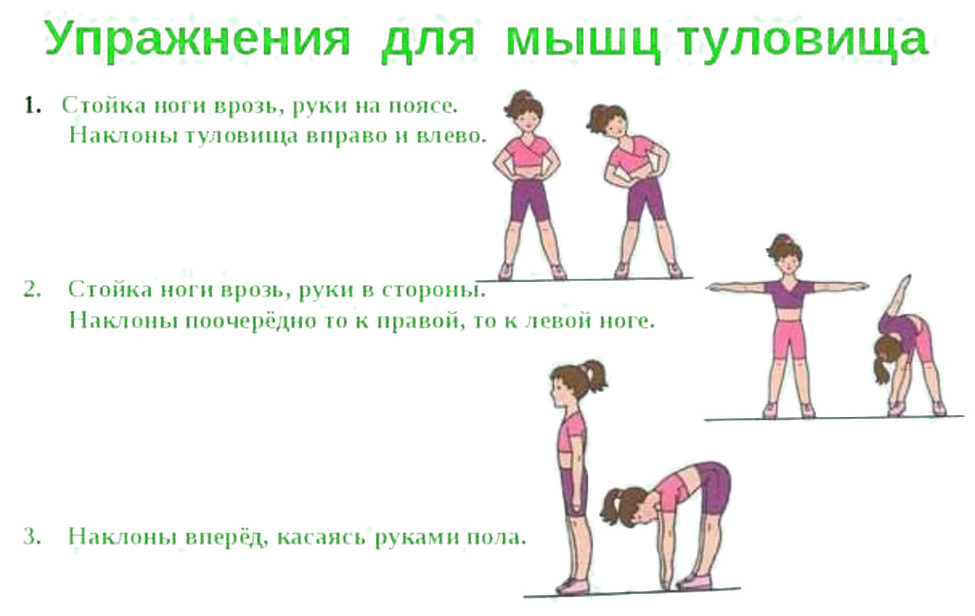 Упражнения для мышц туловища
1. Стойка ноги врозь, руки на поясе.
Наклоны туловища вправо и влево.
2. Стойка ноги врозь, руки в стороны.
Наклоны поочерёдно то к правой, то к левой ноге.
3. Наклоны вперёд, касаясь руками пола.